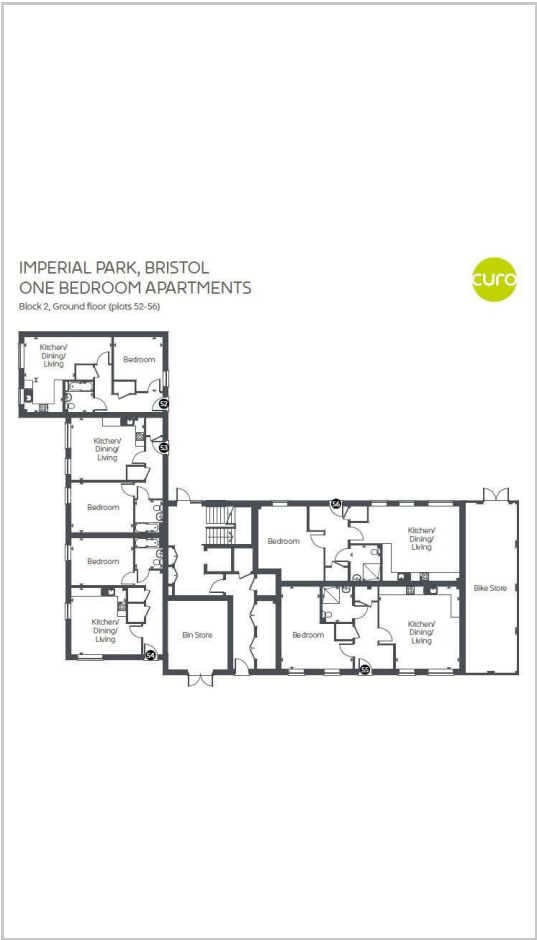 IMPERIAL PARK, BRISTOL
ONE BEDROOM APARTMENTS
Block 2, Ground floor (plots 52-56)
curo
Kitchen/
Dining/
Living
Bedroom
52
Kitchen/
Dining/
Living
53
Bedroom
Bedroom
Kitchen/
Dining/
Living
54
Bin Store
56
Bedroom
Kitchen/
Dining/
Living
Bedroom
Kitchen/
Dining/
Living
55
Bike Store